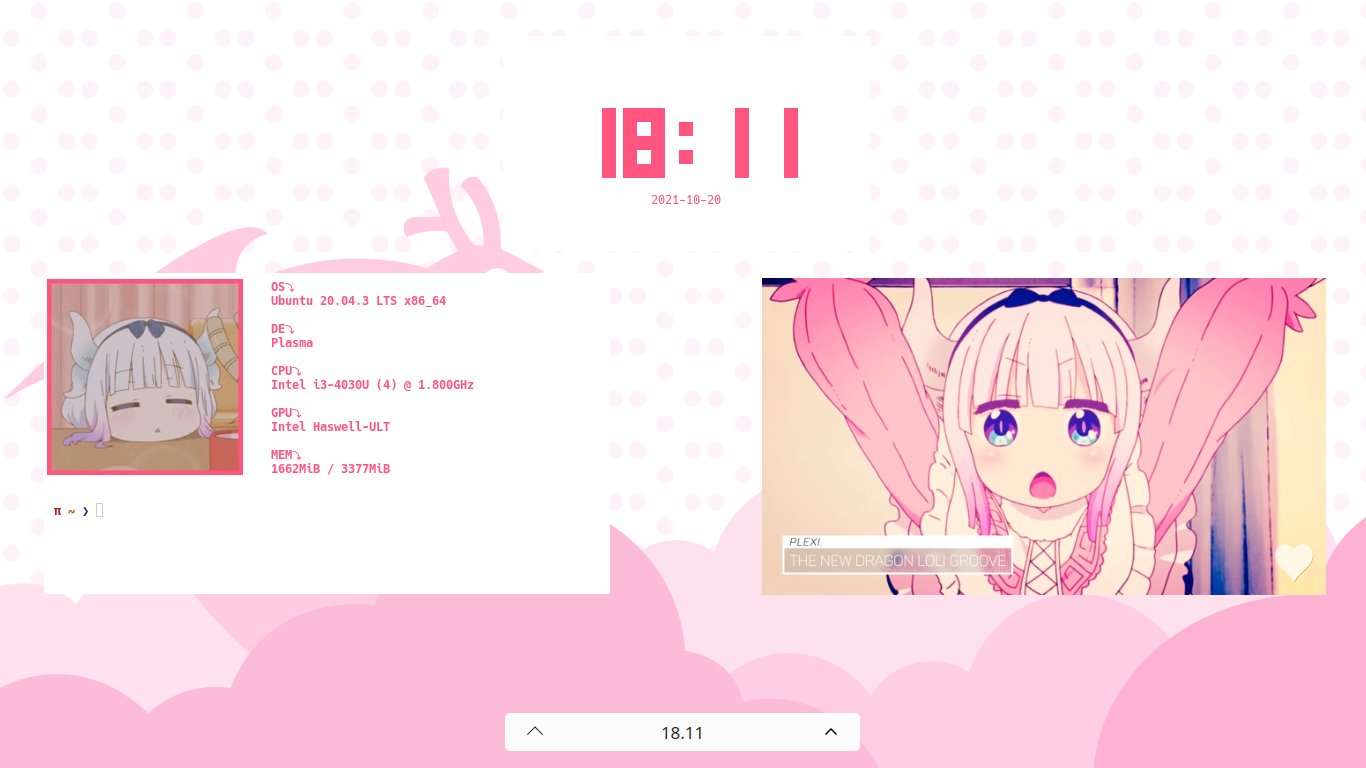 18:11
2021-10-20
OS⤵
Ubuntu 20.04.3 LTS x86_64
DE⤵
Plasma
CPU⤵
Intel i3-4030U (4) @ 1.800GHz
GPU⤵
Intel Haswell-ULT
MEM⤵
1662MiB / 3377MiB
π ~ ❯
PLEXI.
THE NEW DRAGON LOLI GROOVE
18.11